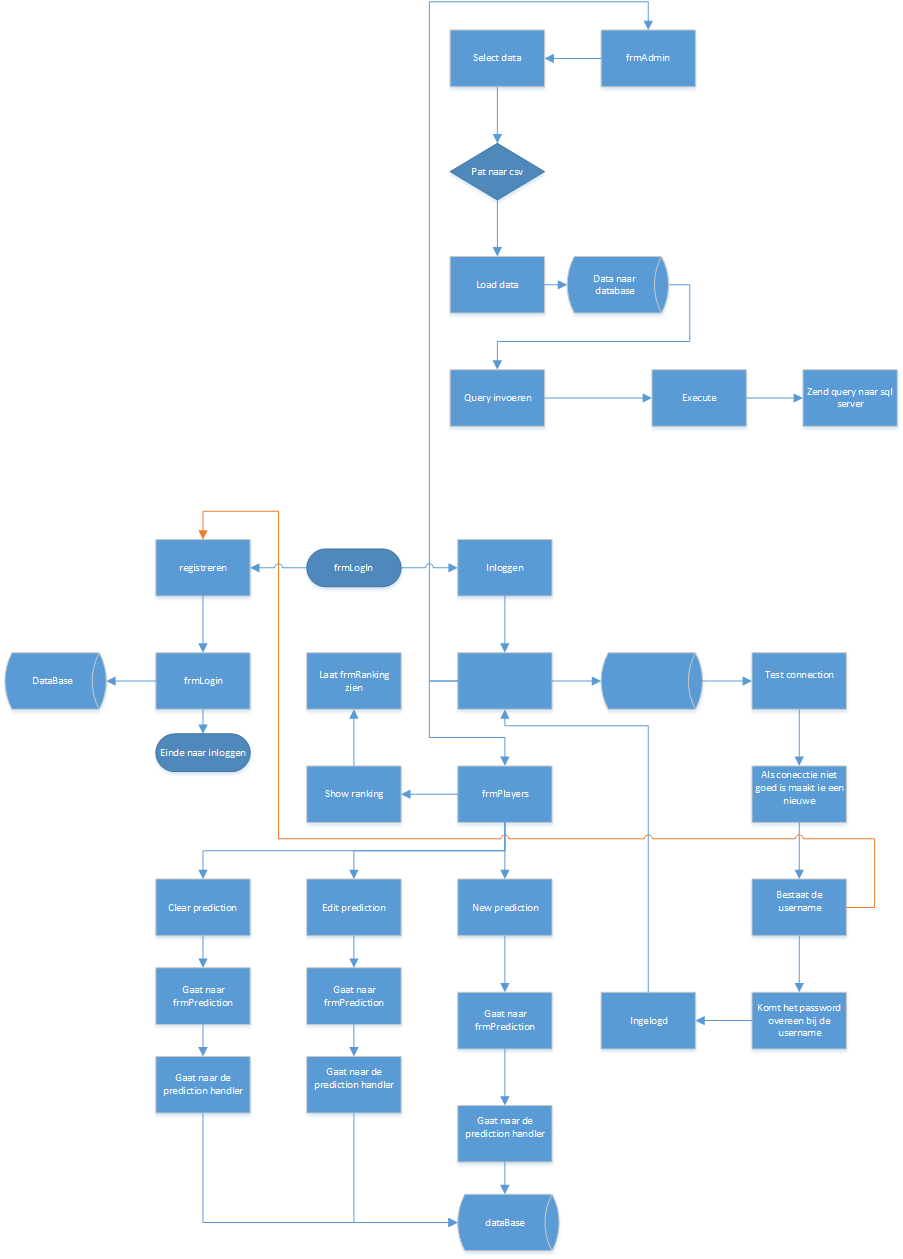 Select data
frmAdmin
Pat naar csv
Load data
Data naar
database
Query invoeren
Execute
Zend query naar sql
server
registreren
frmLogIn
Inloggen
DataBase
frmLogin
Laat frmRanking
zien
Test connection
Einde naar inloggen
Show ranking
frmPlayers
Als conecctie niet
goed is maakt ie een
nieuwe
Clear prediction
Edit prediction
New prediction
Bestaat de
username
Gaat naar
frmPrediction
Gaat naar
frmPrediction
Gaat naar
frmPrediction
Ingelogd
Komt het password
overeen bij de
username
Gaat naar de
prediction handler
Gaat naar de
prediction handler
Gaat naar de
prediction handler
dataBase